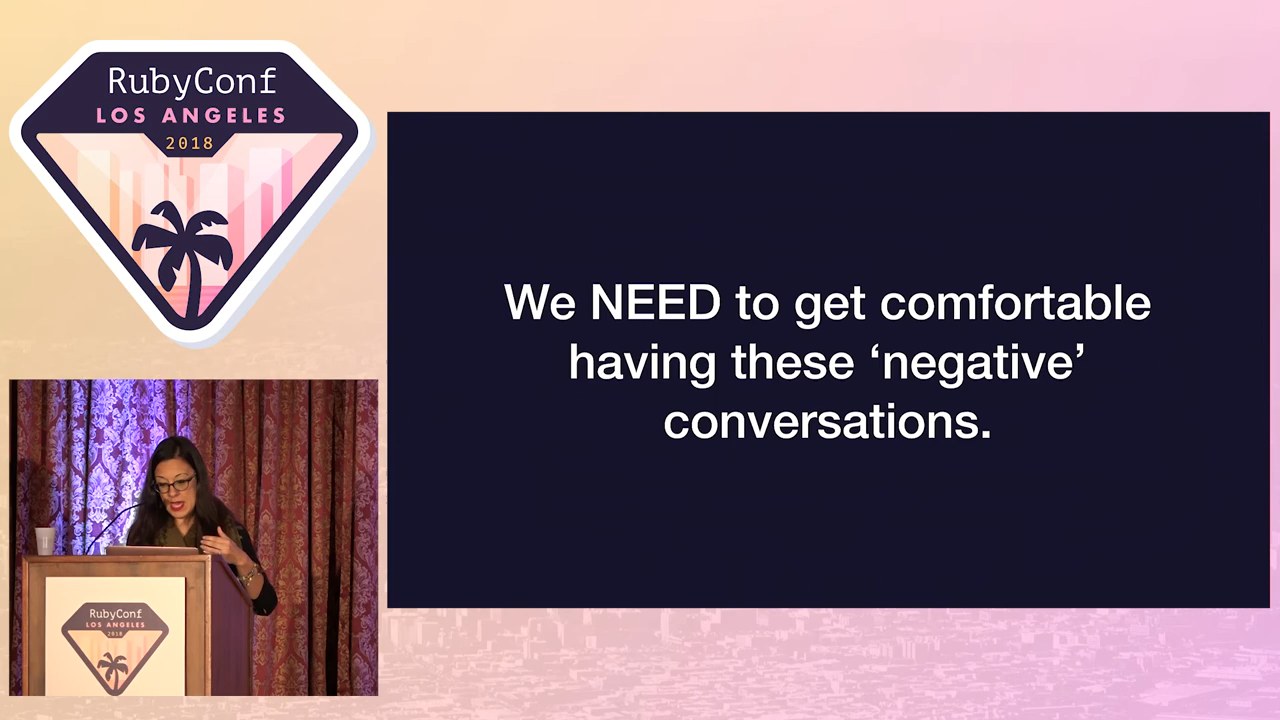 RubyConf
LOS ANGELES
2018
We NEED to get comfortable
having these ‘negative’
conversations.
RubyConf
LOS ANGELES
2018